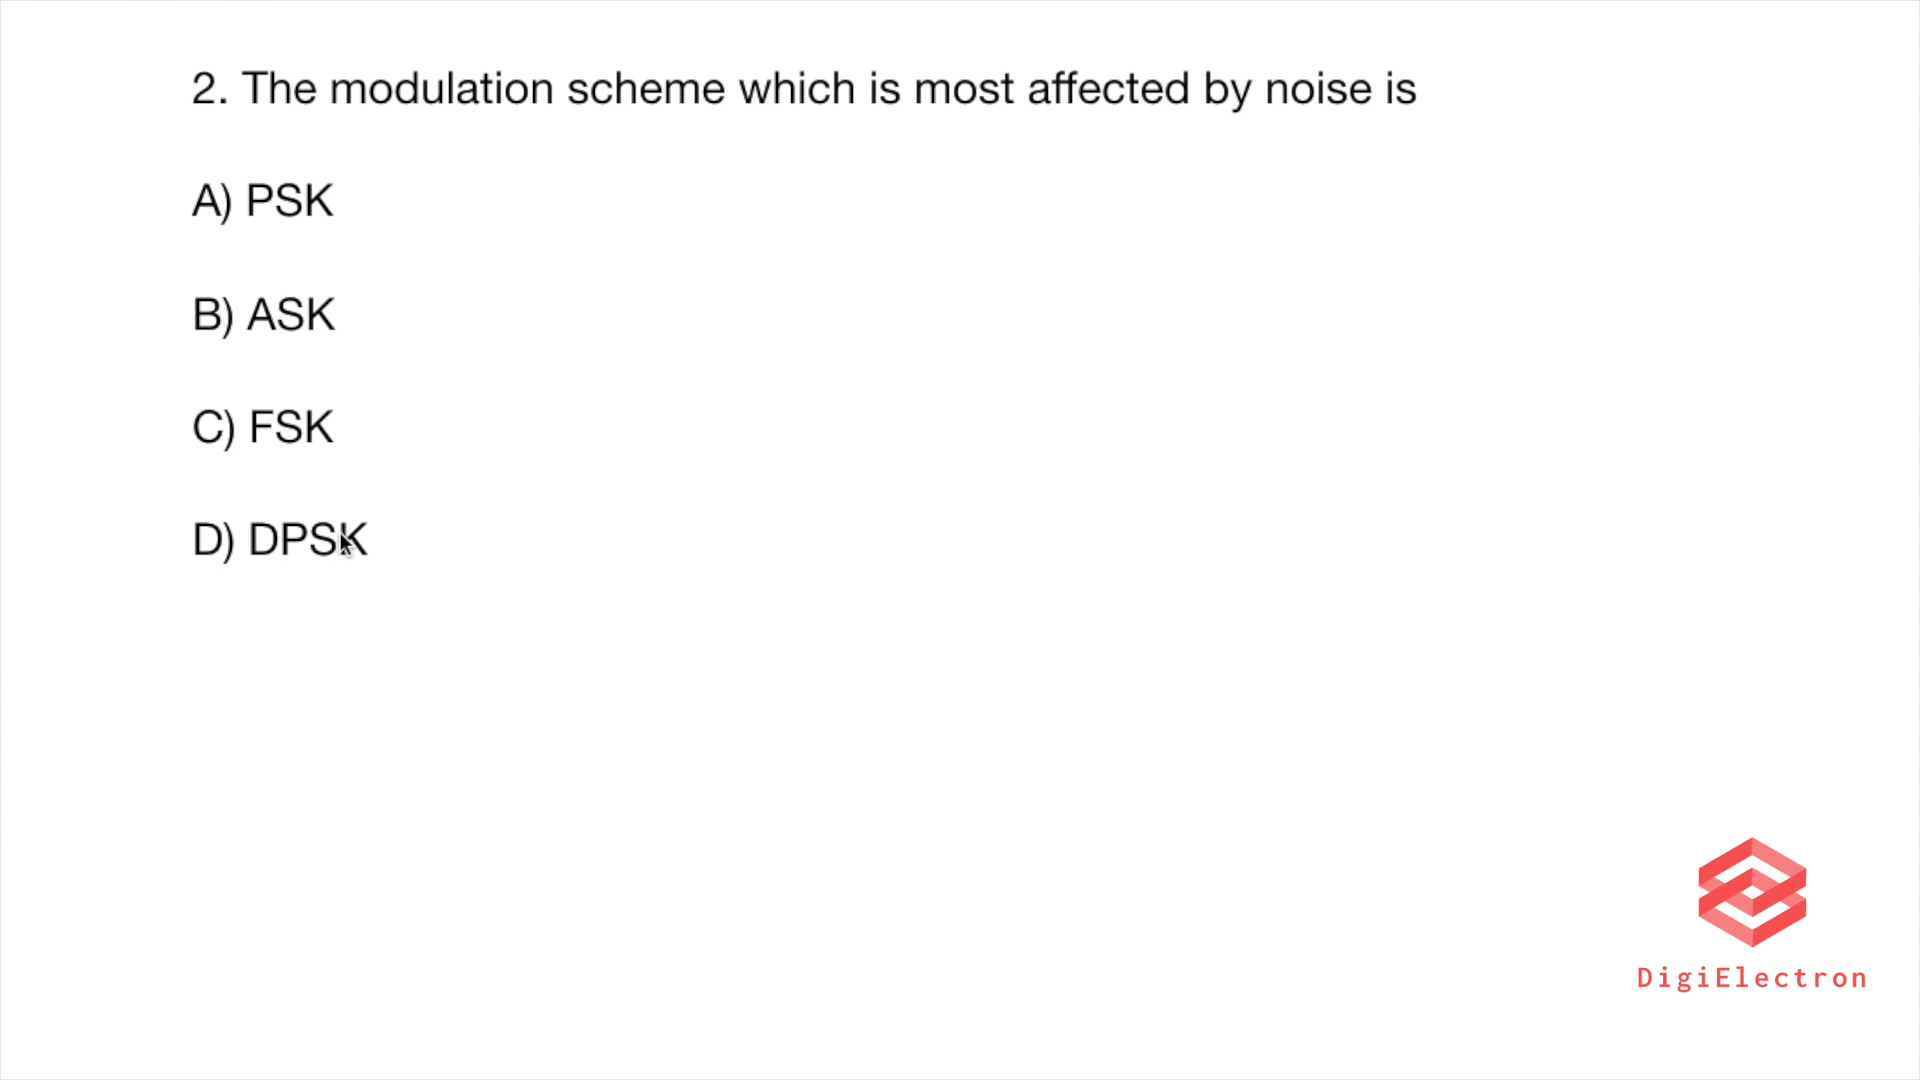 2. The modulation scheme which is most affected by noise is
A) PSK
B) ASK
C) FSK
D) DPSK
DigiElectron